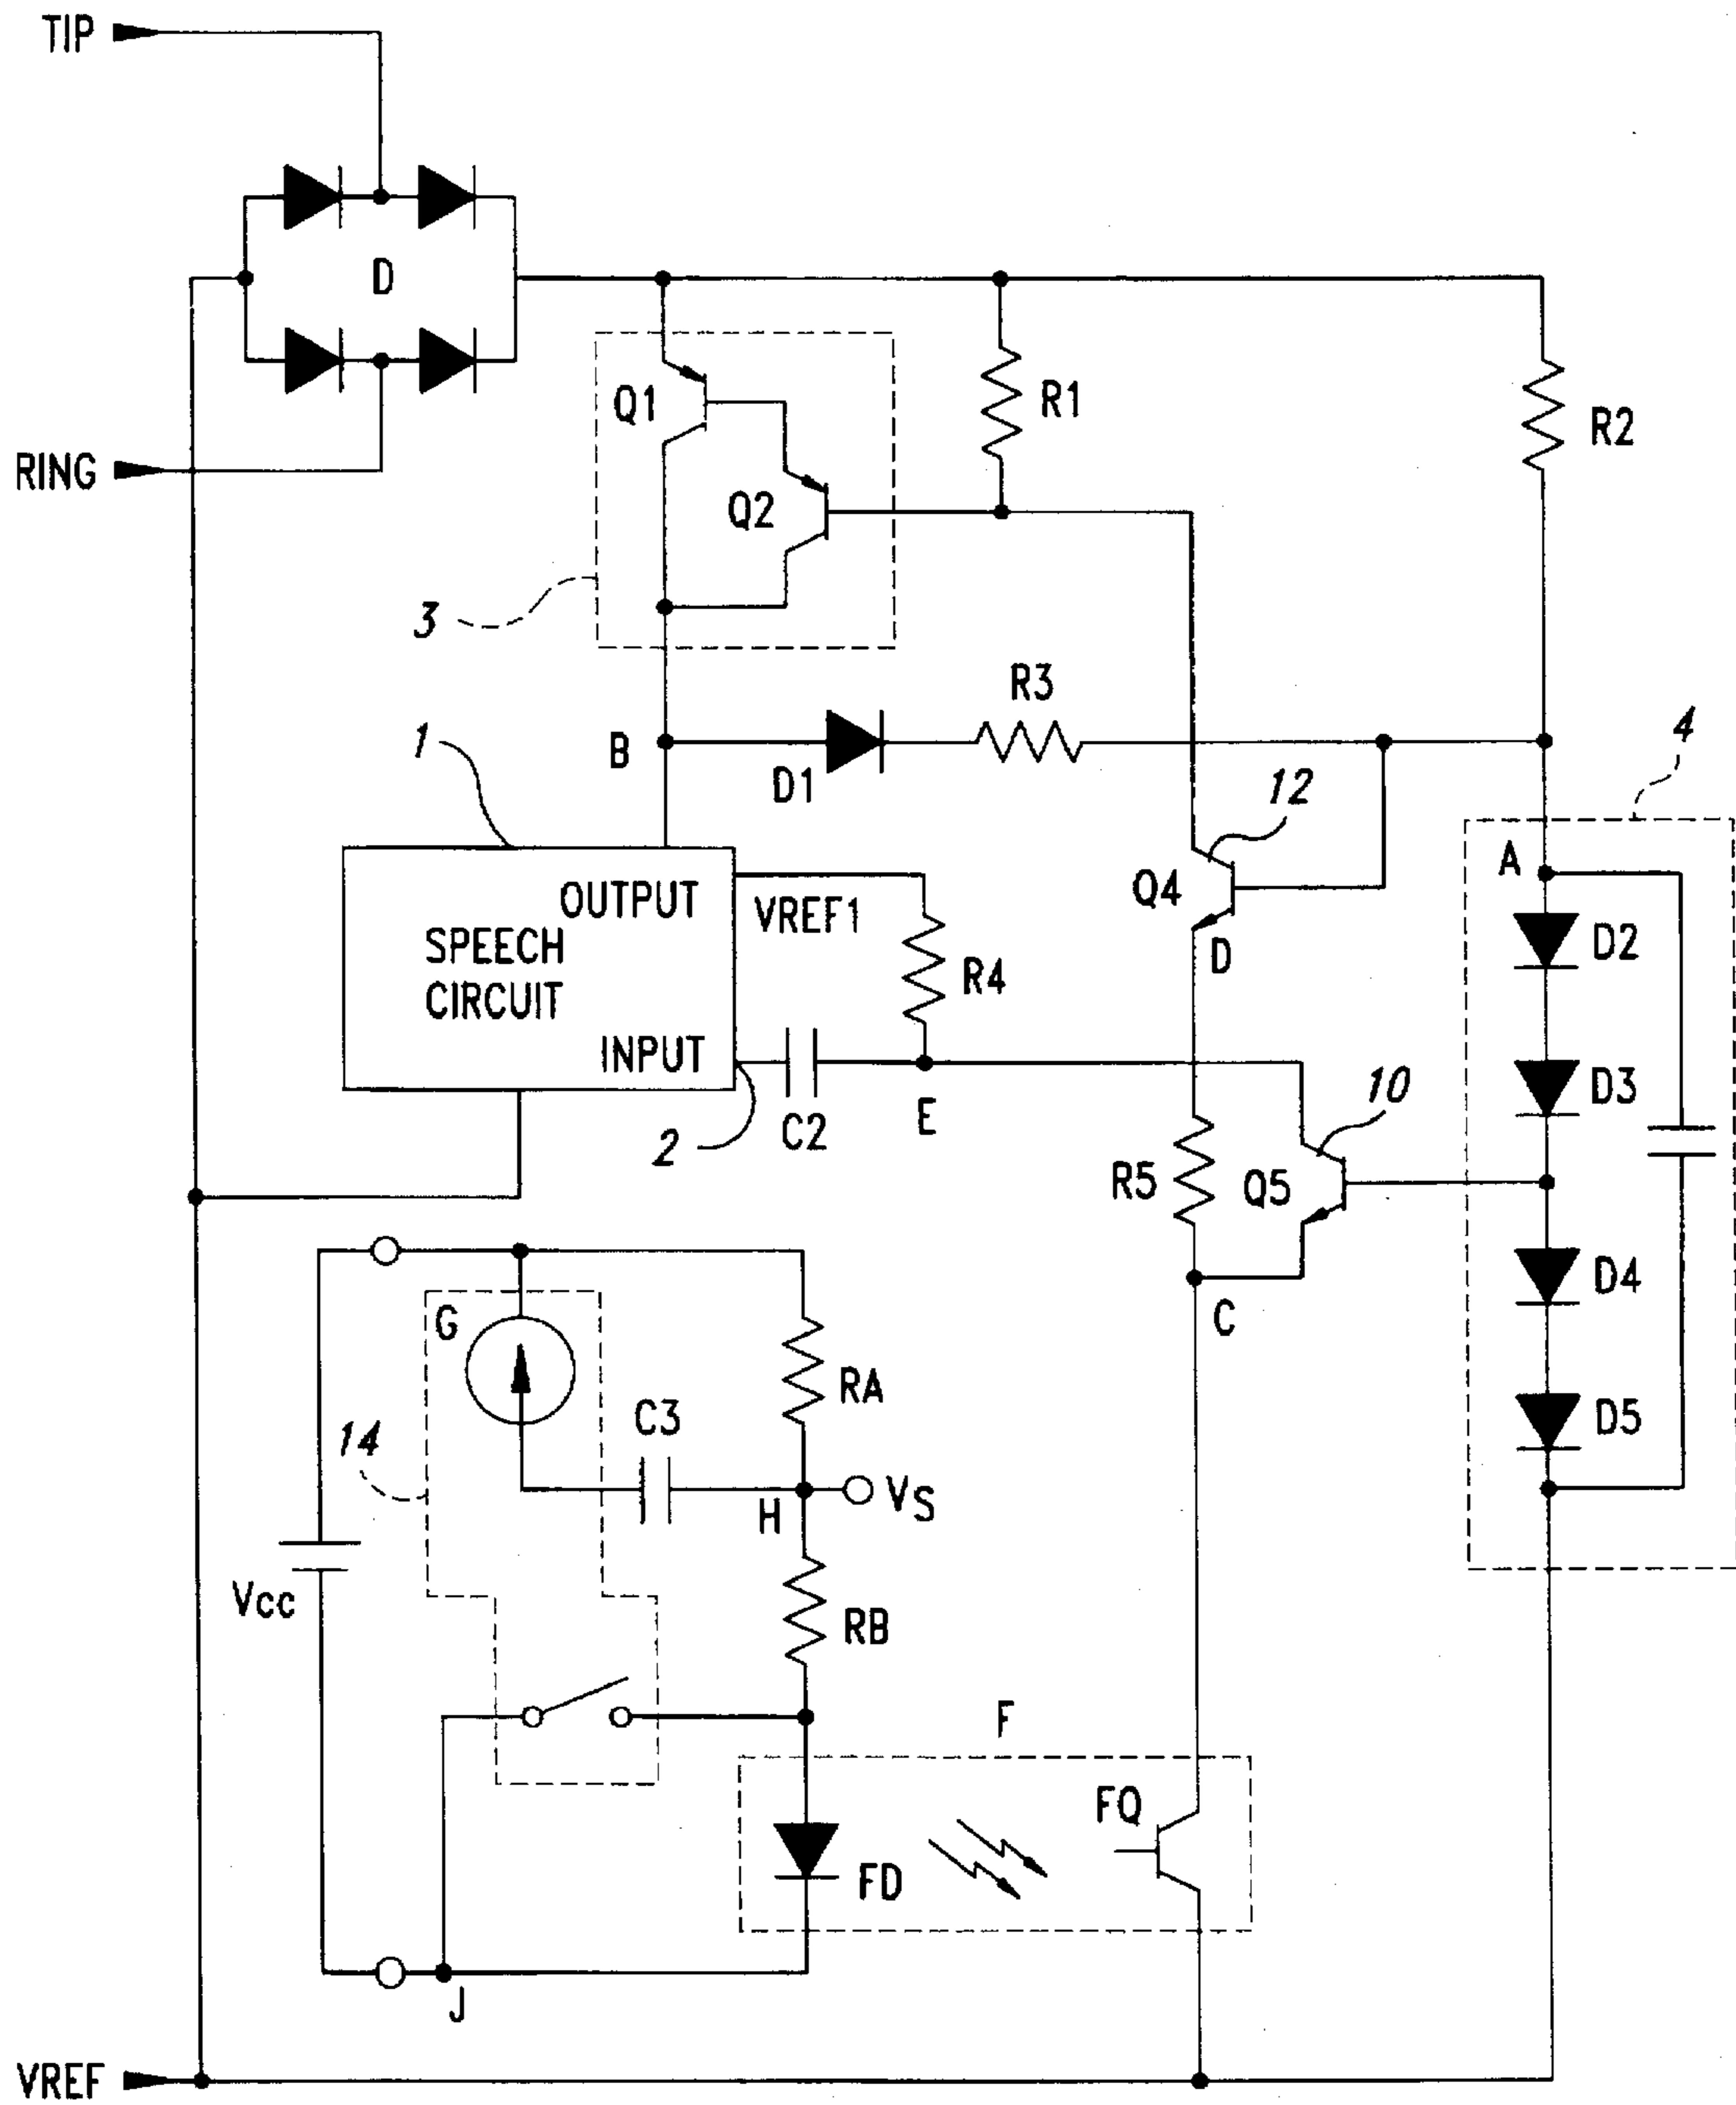 TIP
D
RING
Q1
R1
R2
Q2
3
R3
B
1
D1
12
4
A
OUTPUT
VREF1
Q4
D2
SPEECH
CIRCUIT
R4
D
INPUT
D3
10
2
C2
E
R5
Q5
D4
C
G
RA
C3
D5
14
H
VS
Vcc
RB
F
FQ
FD
J
VREF